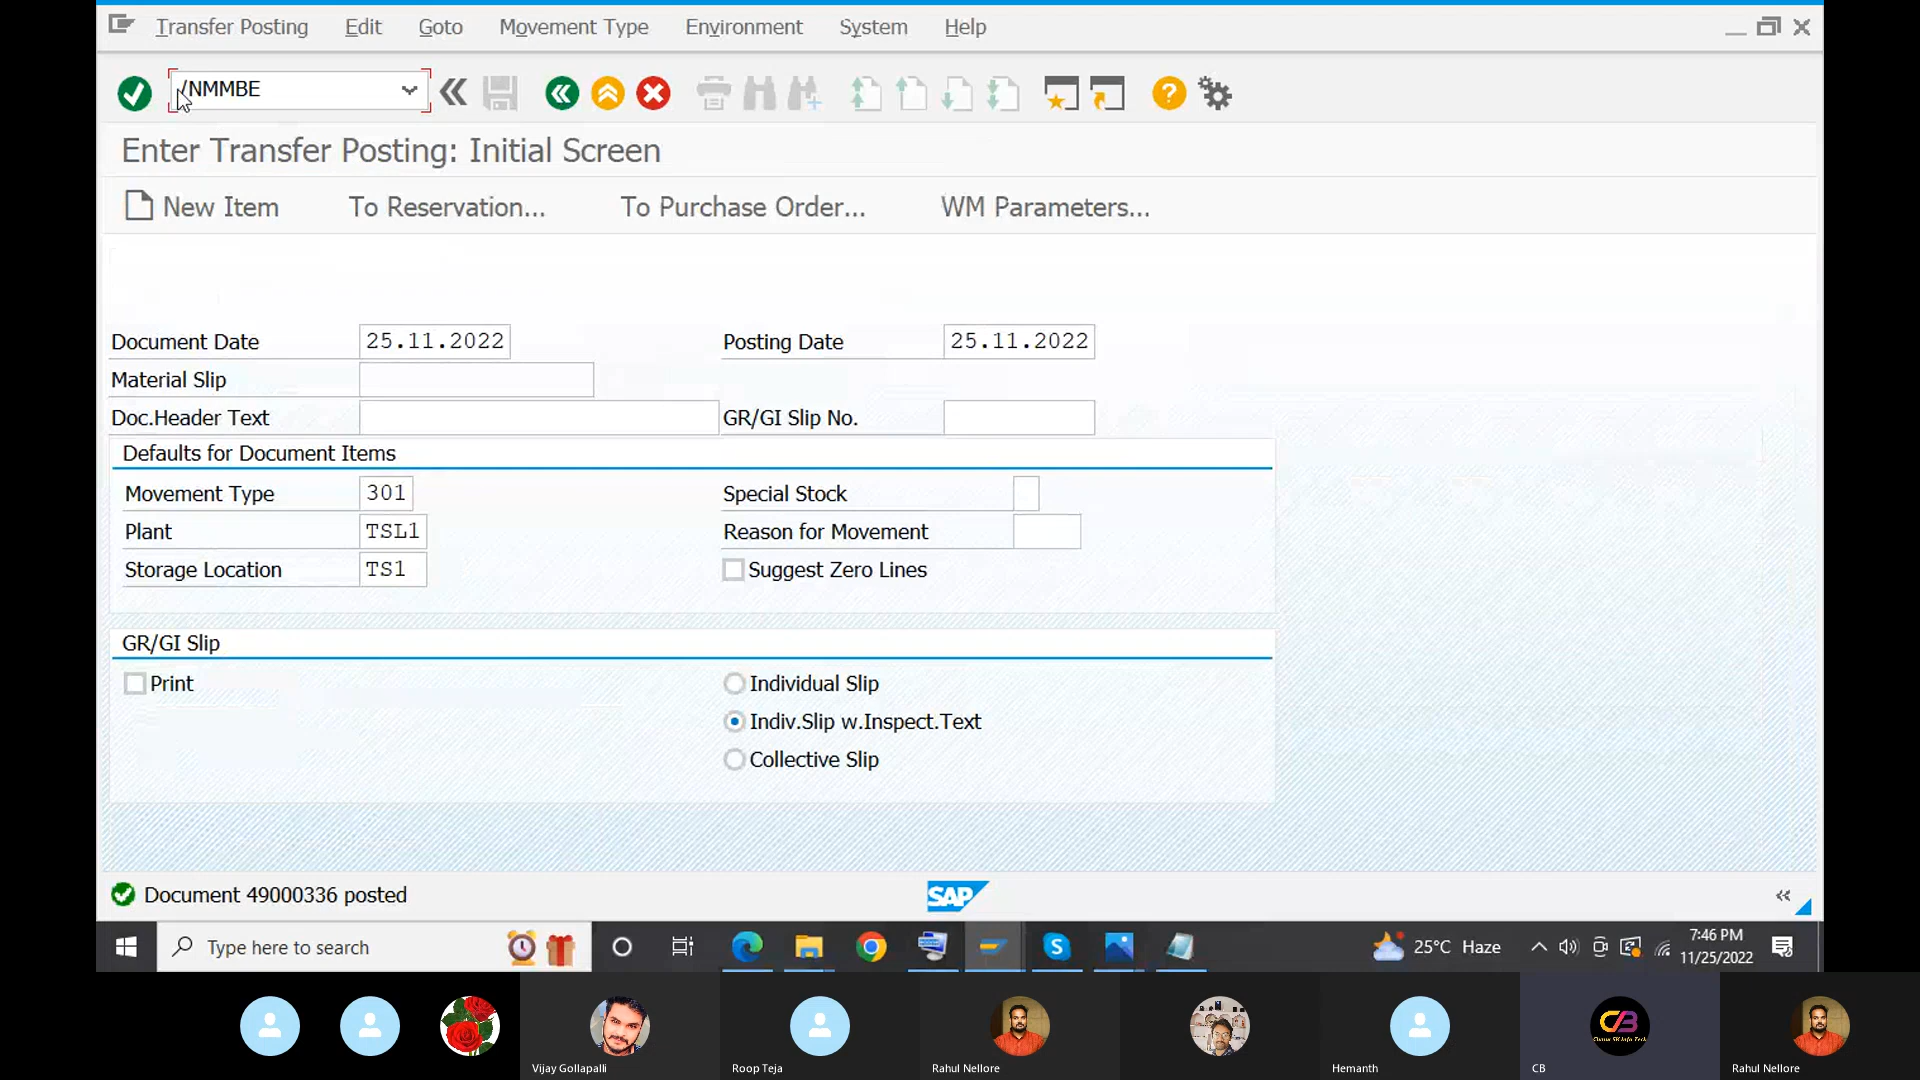 Transfer Posting Edit Goto Movement Type Environment System Help
/NMMBE
Enter Transfer Posting: Initial Screen
New Item To Reservation... To Purchase Order... WM Parameters...
Document Date 25.11.2022 Posting Date 25.11.2022
Material Slip
Doc.Header Text GR/GI Slip No.
Defaults for Document Items
Movement Type 301 Special Stock
Plant TSL1 Reason for Movement
Storage Location TS1 Suggest Zero Lines
GR/GI Slip
Print Individual Slip
Indiv.Slip w.Inspect.Text
Collective Slip
Document 49000336 posted SAP
Type here to search 25°C Haze 7:46 PM
11/25/2022
CB
Vijay Gollapalli Roop Teja Rahul Nellore Hemanth CB Rahul Nellore